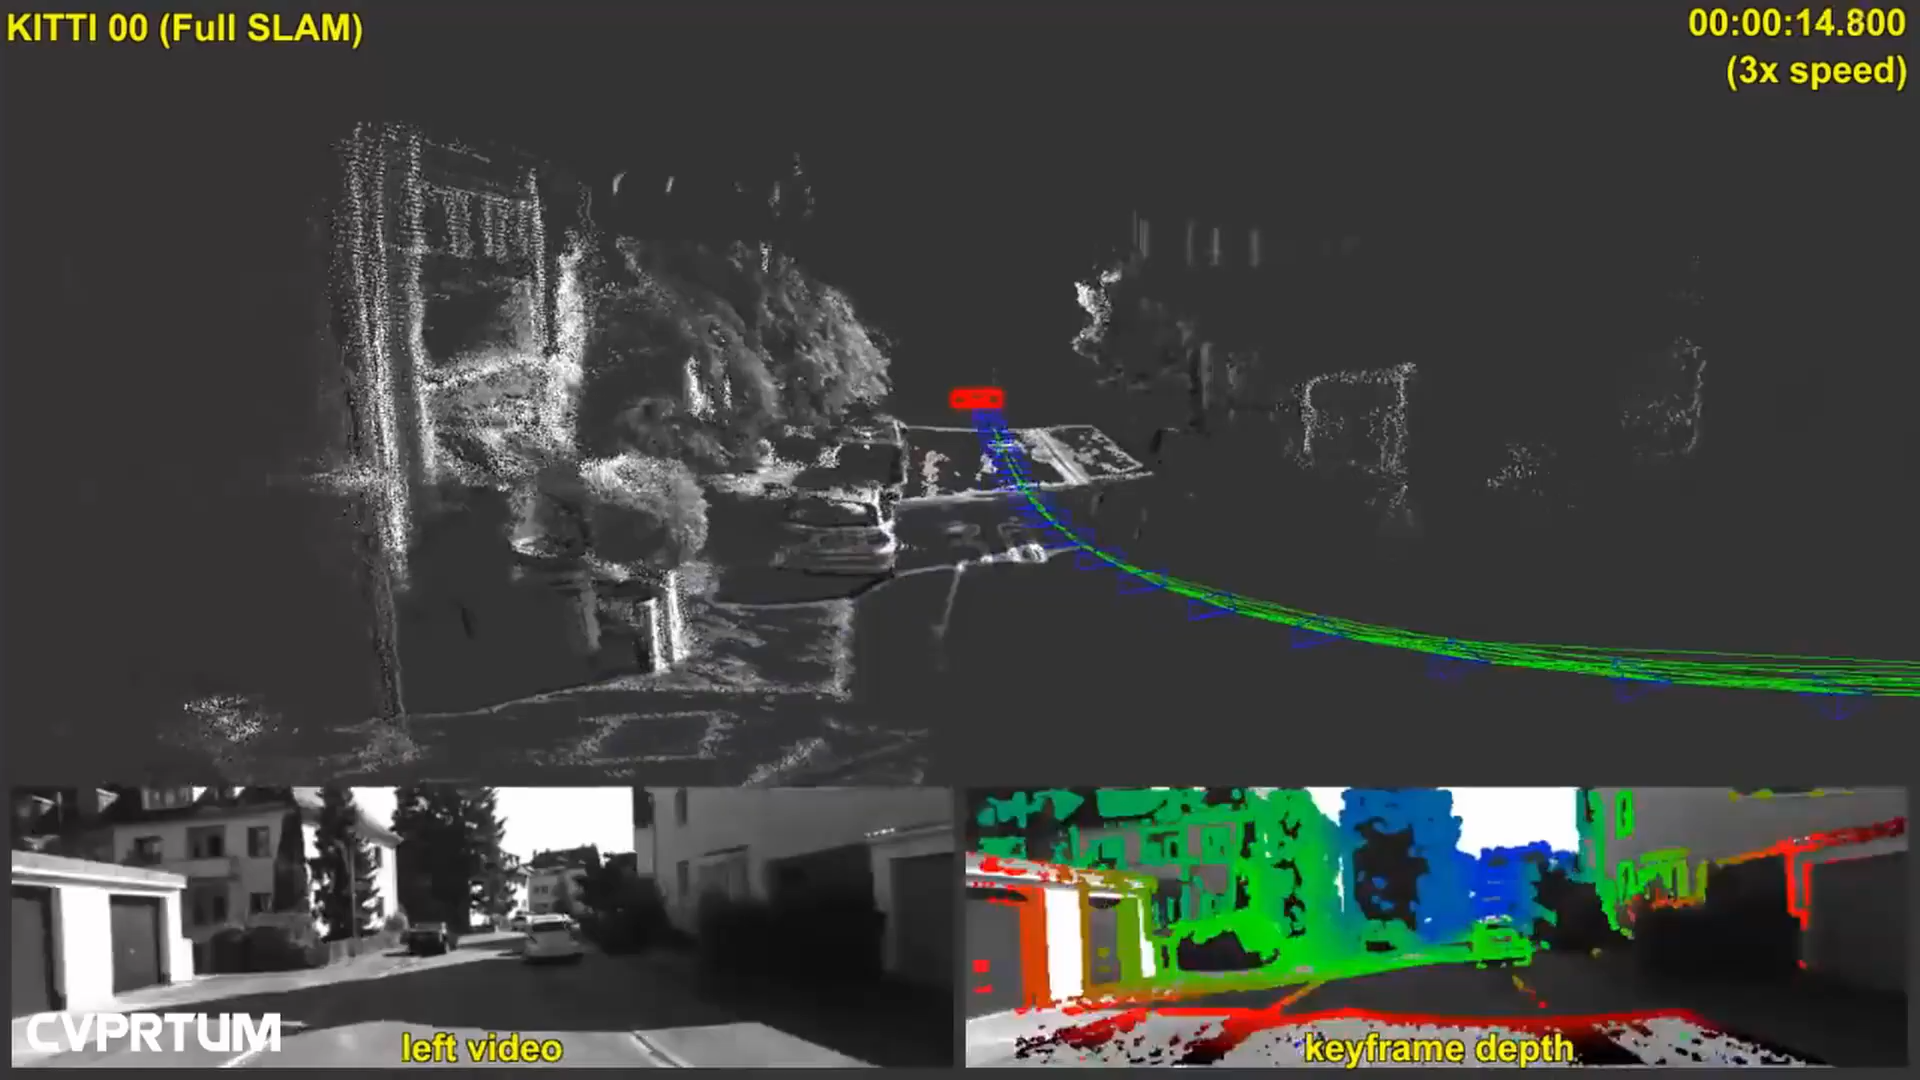 KITTI 00 (Full SLAM)
00:00:14.800
(3x speed)
CVPRTUM
left video
keyframe depth